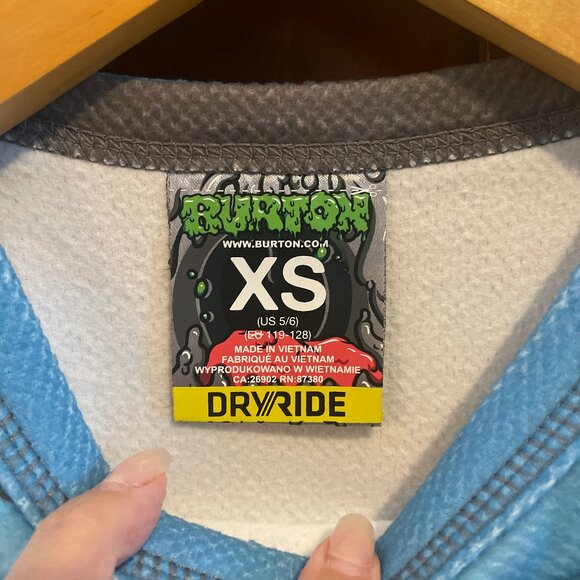 BURTON
WWW.BURTON.COM
XS
(US 5/6)
(EU 119-128)
MADE IN VIETNAM
FABRIQUÉ AU VIETNAM
WYPRODUKOWANO W WIETNAMIE
CA:26902 RN:87380
DRYRIDE